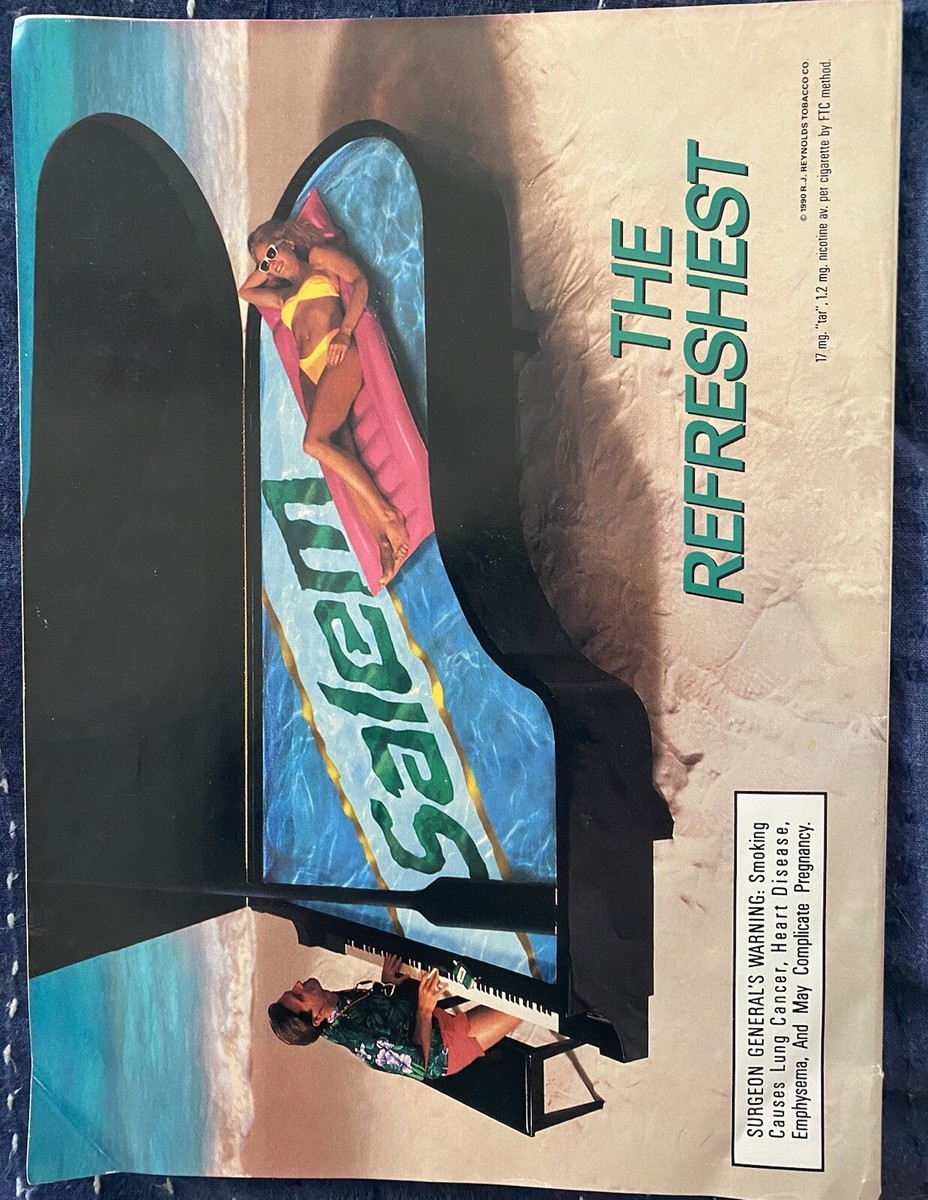 salem
THE
REFRESHEST
SURGEON GENERAL'S WARNING: Smoking
Causes Lung Cancer, Heart Disease,
Emphysema, And May Complicate Pregnancy.
© 1990 R.J. REYNOLDS TOBACCO CO.
17 mg. "tar", 1.2 mg. nicotine av. per cigarette by FTC method.